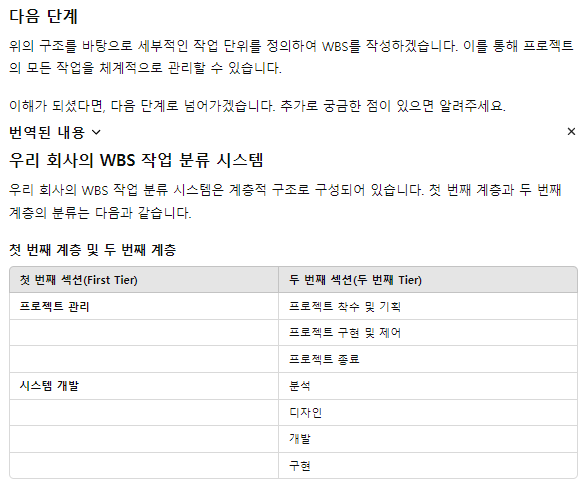 다음 단계
위의 구조를 바탕으로 세부적인 작업 단위를 정의하여 WBS를 작성하겠습니다. 이를 통해 프로젝트
의 모든 작업을 체계적으로 관리할 수 있습니다.
이해가 되셨다면, 다음 단계로 넘어가겠습니다. 추가로 궁금한 점이 있으면 알려주세요.
번역된 내용
우리 회사의 WBS 작업 분류 시스템
우리 회사의 WBS 작업 분류 시스템은 계층적 구조로 구성되어 있습니다. 첫 번째 계층과 두 번째
계층의 분류는 다음과 같습니다.
첫 번째 계층 및 두 번째 계층
첫 번째 섹션(First Tier) 두 번째 섹션(두 번째 Tier)
프로젝트 관리 프로젝트 착수 및 기획
프로젝트 구현 및 제어
프로젝트 종료
시스템 개발 분석
디자인
개발
구현